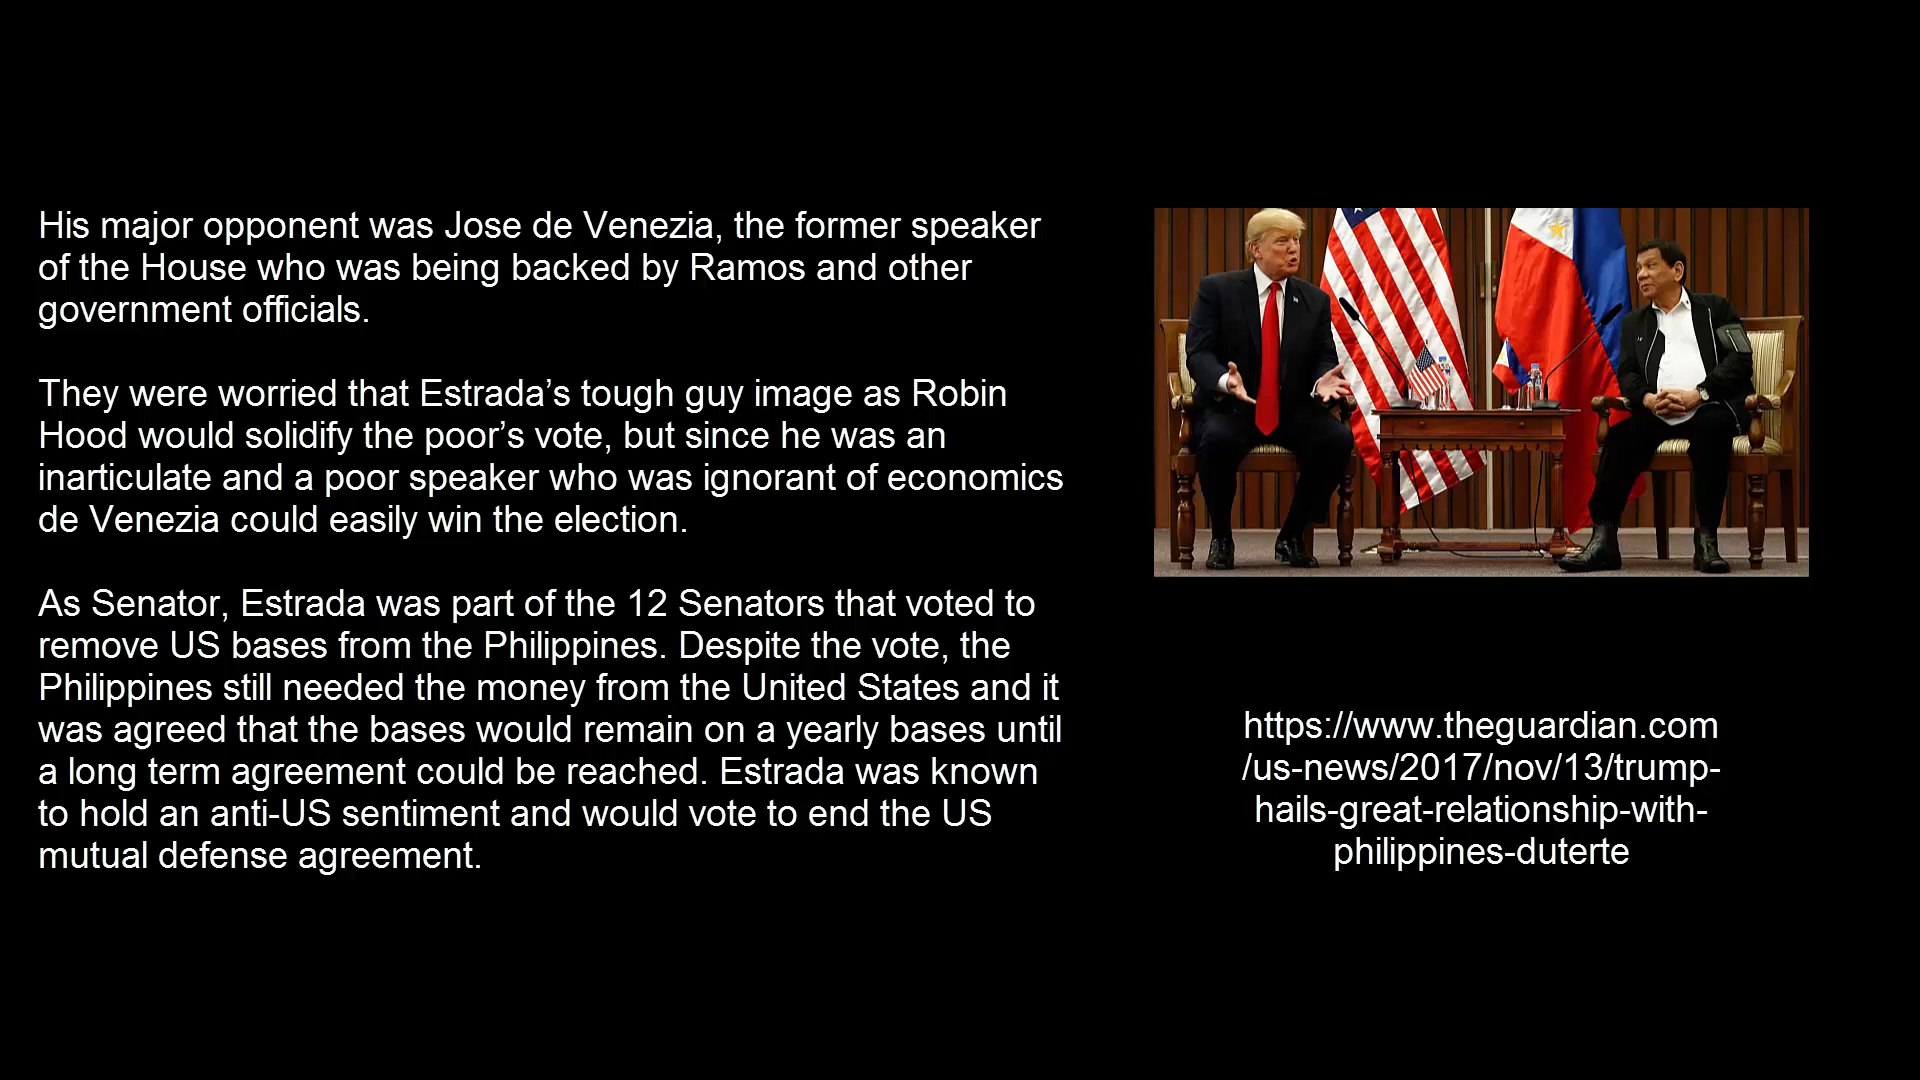 His major opponent was Jose de Venezia, the former speaker
of the House who was being backed by Ramos and other
government officials.
They were worried that Estrada’s tough guy image as Robin
Hood would solidify the poor’s vote, but since he was an
inarticulate and a poor speaker who was ignorant of economics
de Venezia could easily win the election.
As Senator, Estrada was part of the 12 Senators that voted to
remove US bases from the Philippines. Despite the vote, the
Philippines still needed the money from the United States and it
was agreed that the bases would remain on a yearly bases until
a long term agreement could be reached. Estrada was known
to hold an anti-US sentiment and would vote to end the US
mutual defense agreement.
https://www.theguardian.com
/us-news/2017/nov/13/trump-
hails-great-relationship-with-
philippines-duterte